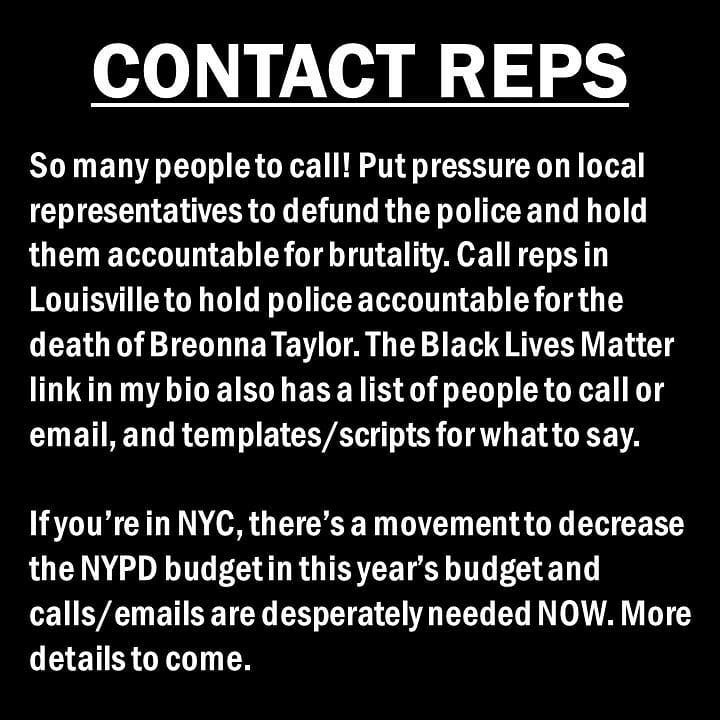 CONTACT REPS
So many people to call! Put pressure on local
representatives to defund the police and hold
them accountable for brutality. Call reps in
Louisville to hold police accountable for the
death of Breonna Taylor. The Black Lives Matter
link in my bio also has a list of people to call or
email, and templates/scripts for what to say.
If you’re in NYC, there’s a movement to decrease
the NYPD budget in this year’s budget and
calls/emails are desperately needed NOW. More
details to come.